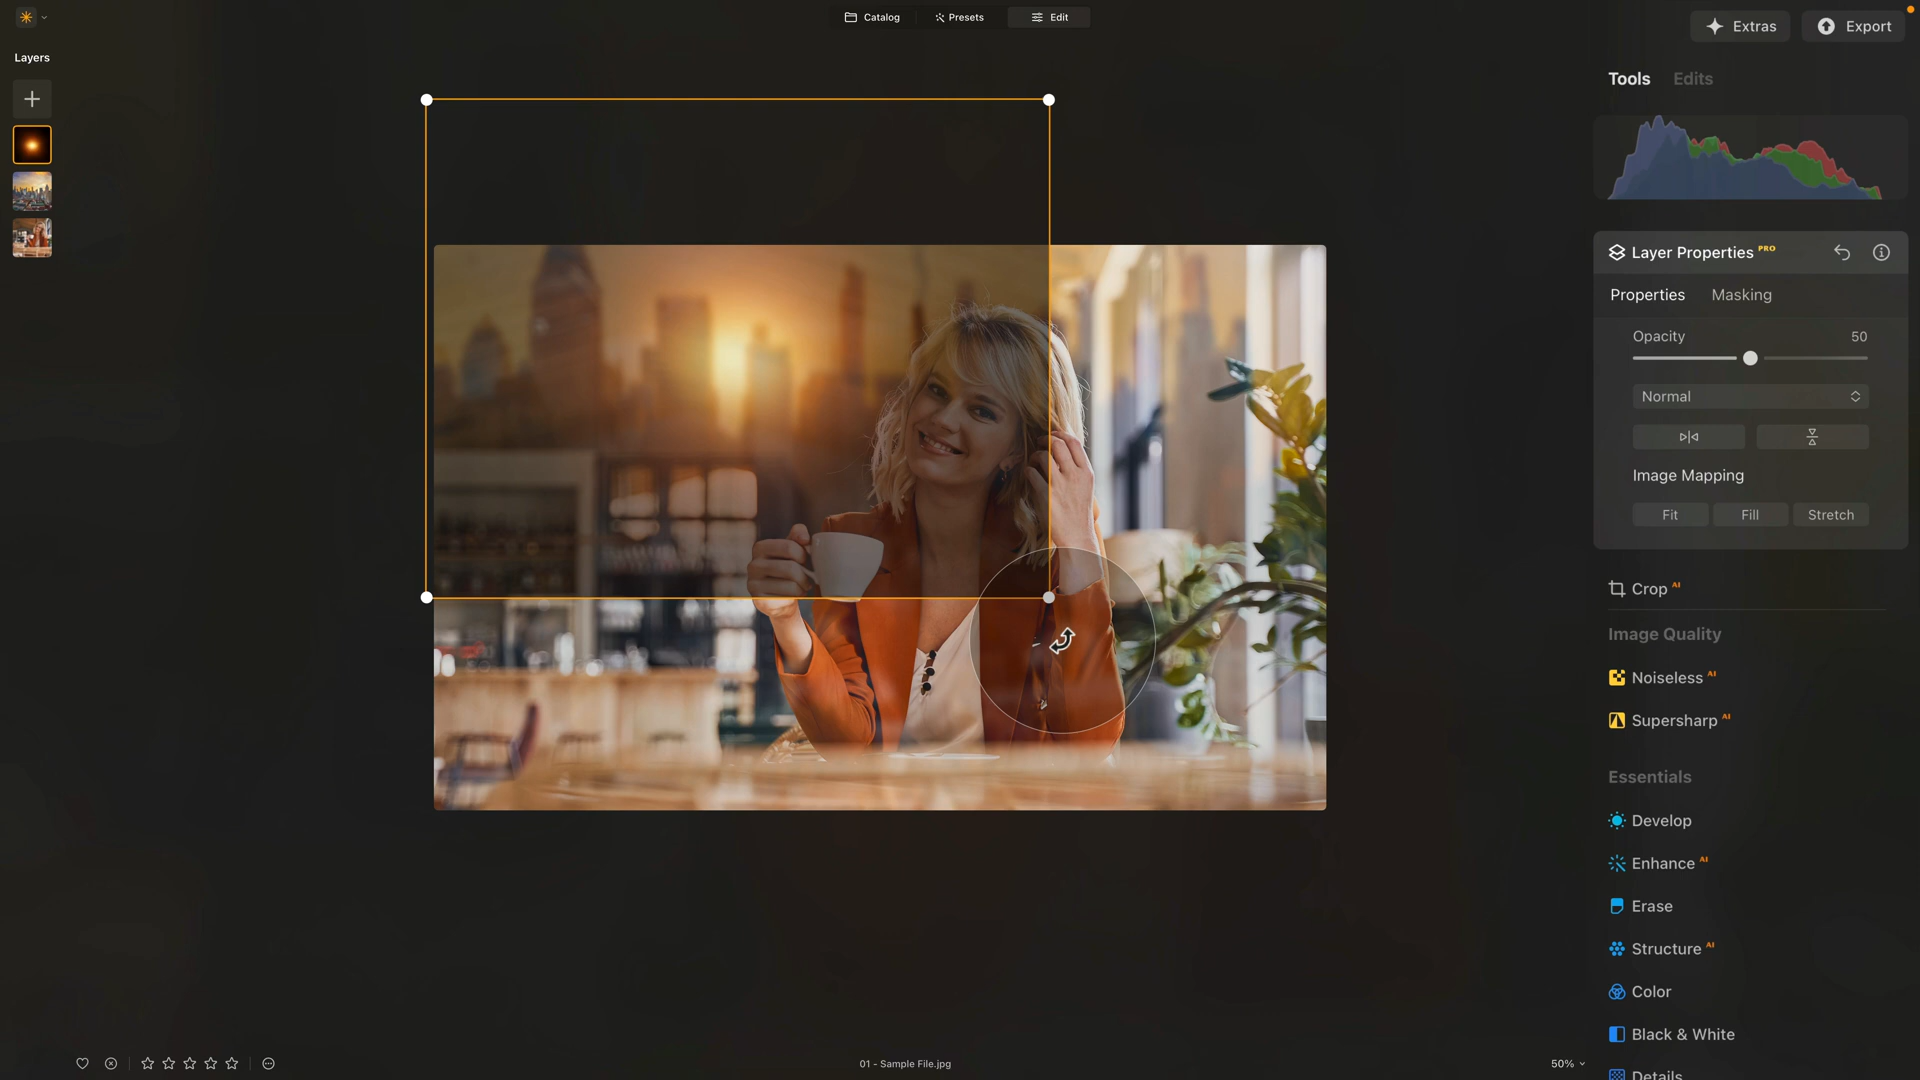 Catalog
Presets
Edit
Extras
Export
Layers
Tools
Edits
Layer Properties PRO
Properties
Masking
Opacity
50
Normal
Image Mapping
Fit
Fill
Stretch
Crop AI
Image Quality
Noiseless AI
Supersharp AI
Essentials
Develop
Enhance AI
Erase
Structure AI
Color
Black & White
Details
01 - Sample File.jpg
50%